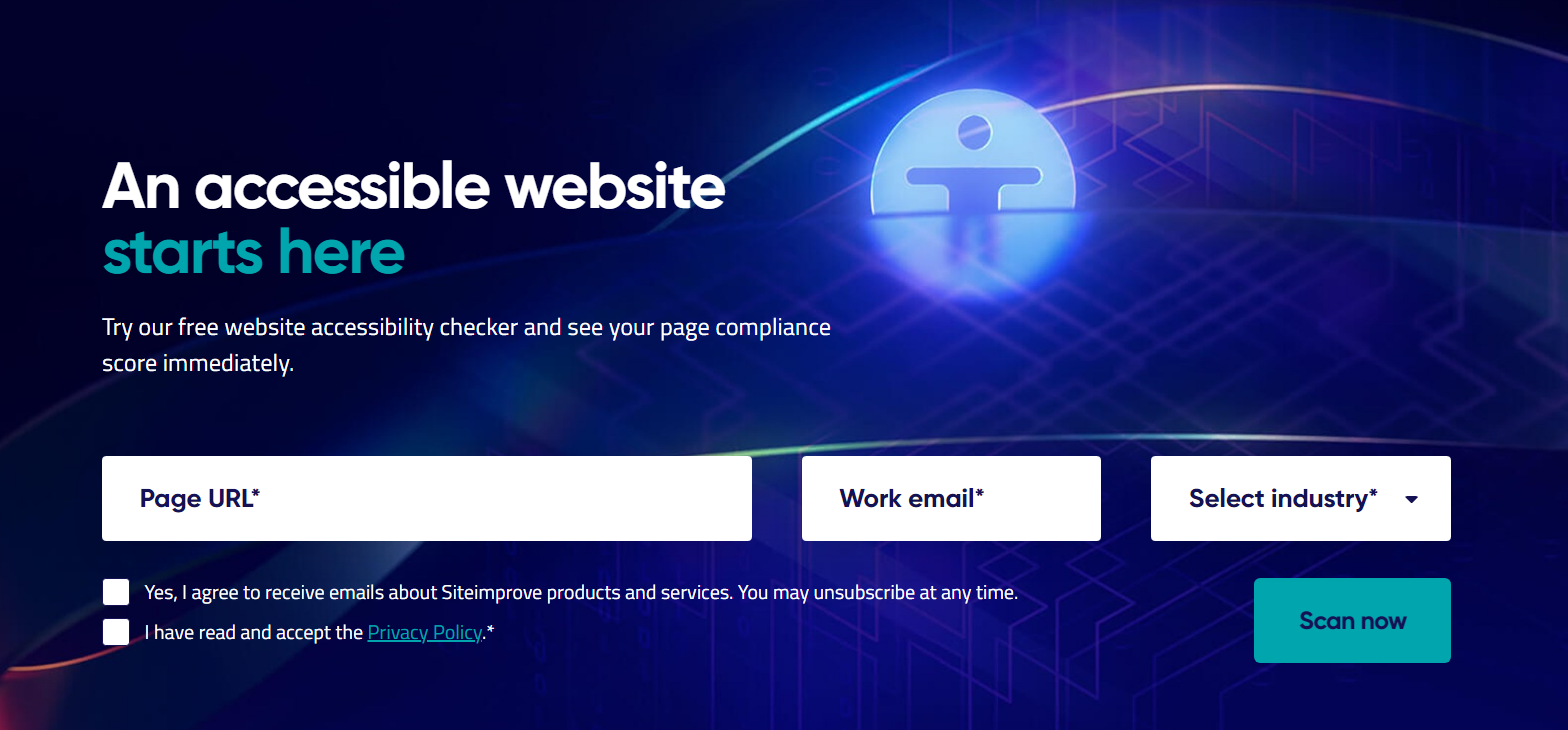 An accessible website
starts here
Try our free website accessibility checker and see your page compliance
score immediately.
Page URL*
Work email*
Select industry*
Yes, I agree to receive emails about Siteimprove products and services. You may unsubscribe at any time.
I have read and accept the Privacy Policy.*
Scan now